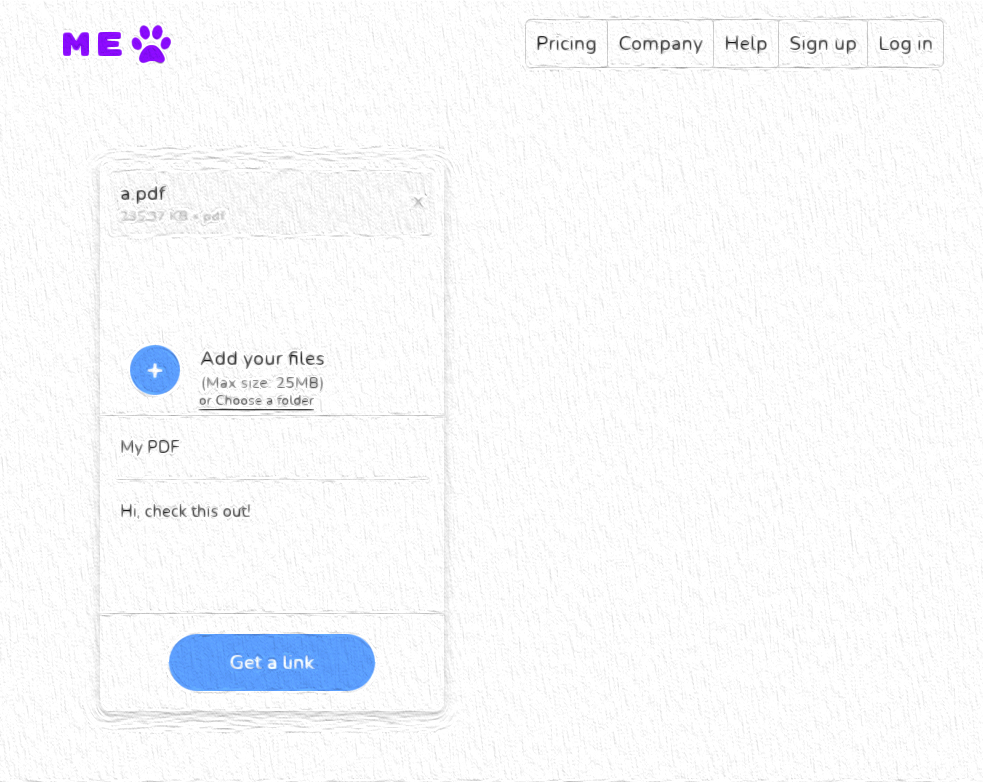 ME
Pricing Company Help Sign up Log in
a.pdf
235.37 KB • pdf
Add your files
(Max size: 25MB)
or Choose a folder
My PDF
Hi, check this out!
Get a link